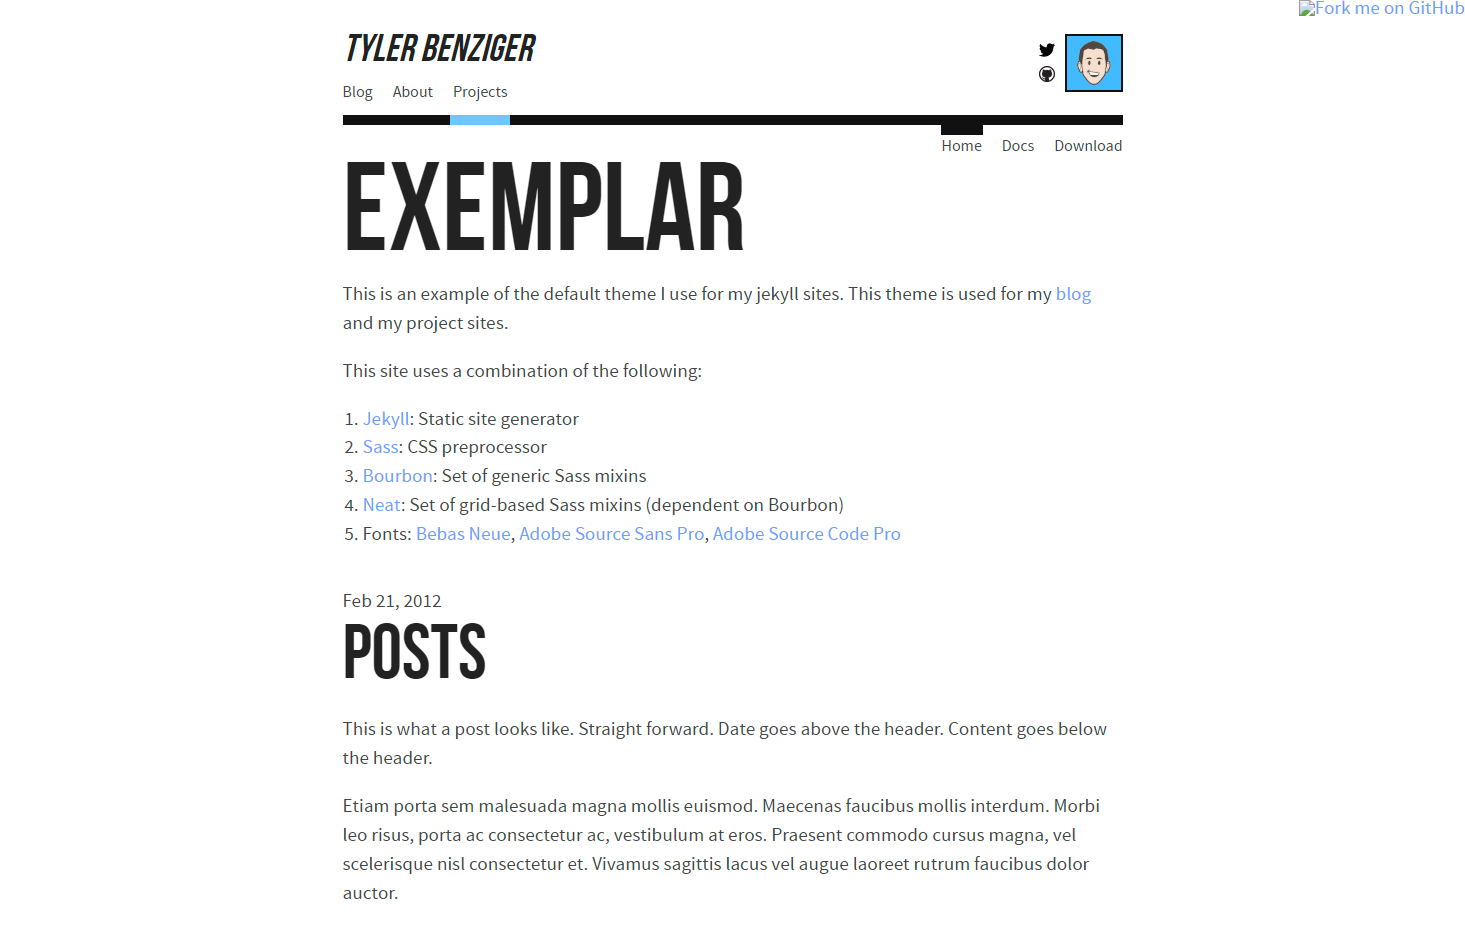 Fork me on GitHub
TYLER BENZIGER
Blog About Projects
Home Docs Download
EXEMPLAR
This is an example of the default theme I use for my jekyll sites. This theme is used for my blog
and my project sites.
This site uses a combination of the following:
1. Jekyll: Static site generator
2. Sass: CSS preprocessor
3. Bourbon: Set of generic Sass mixins
4. Neat: Set of grid-based Sass mixins (dependent on Bourbon)
5. Fonts: Bebas Neue, Adobe Source Sans Pro, Adobe Source Code Pro
Feb 21, 2012
POSTS
This is what a post looks like. Straight forward. Date goes above the header. Content goes below
the header.
Etiam porta sem malesuada magna mollis euismod. Maecenas faucibus mollis interdum. Morbi
leo risus, porta ac consectetur ac, vestibulum at eros. Praesent commodo cursus magna, vel
scelerisque nisl consectetur et. Vivamus sagittis lacus vel augue laoreet rutrum faucibus dolor
auctor.